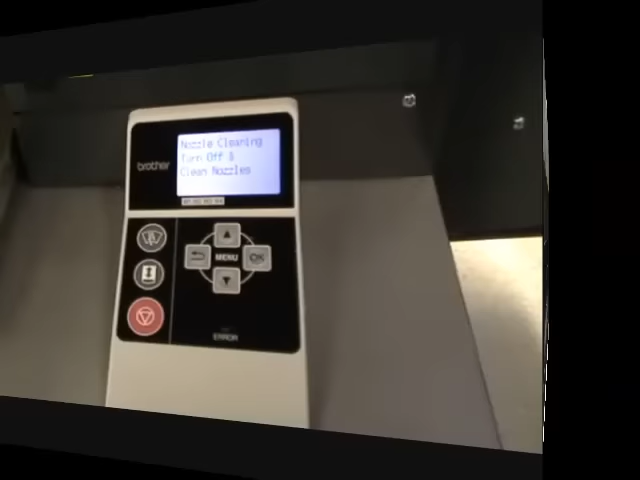 Nozzle Cleaning
Turn Off &
Clean Nozzles
brother
MENU
OK
ERROR